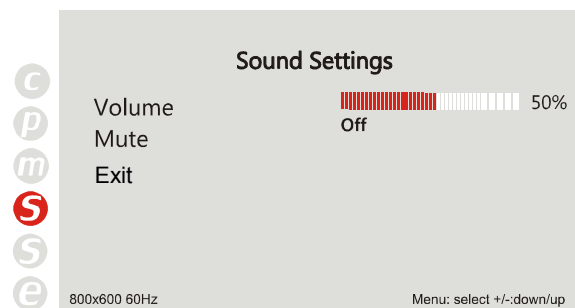 Sound Settings
c
Volume 50%
p
Off
Mute
m
Exit
S
S
e
800x600 60Hz Menu: select +/-:down/up